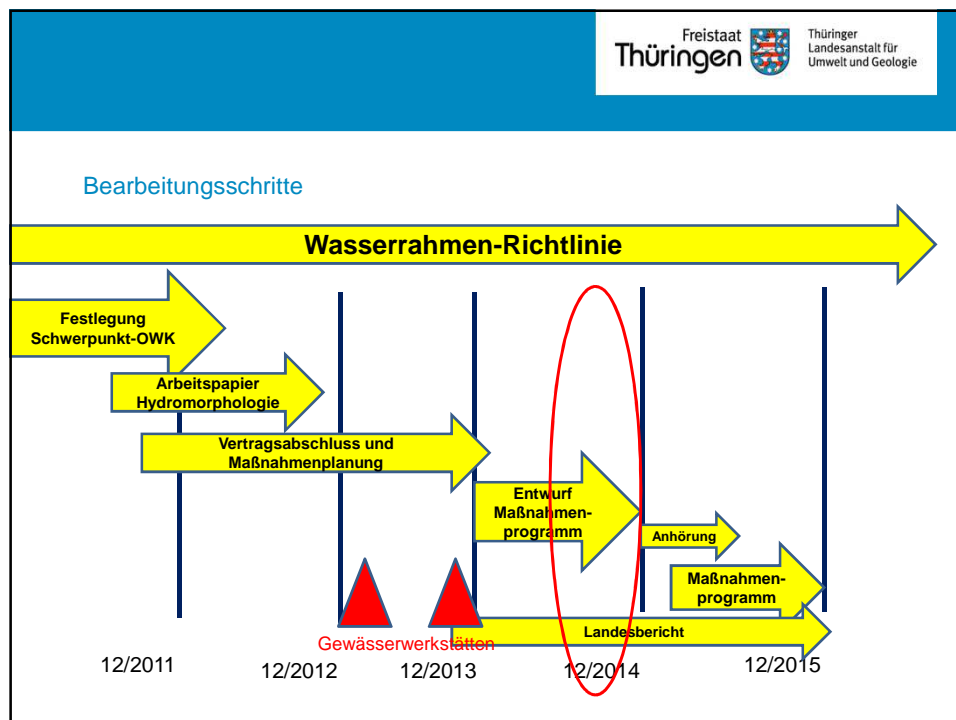 Freistaat
Thüringen
Thüringer
Landesanstalt für
Umwelt und Geologie
Bearbeitungsschritte
Wasserrahmen-Richtlinie
Festlegung
Schwerpunkt-OWK
Arbeitspapier
Hydromorphologie
Vertragsabschluss und
Maßnahmenplanung
Entwurf
Maßnahmen-
programm
Anhörung
Maßnahmen-
programm
Landesbericht
Gewässerwerkstätten
12/2011
12/2012
12/2013
12/2014
12/2015